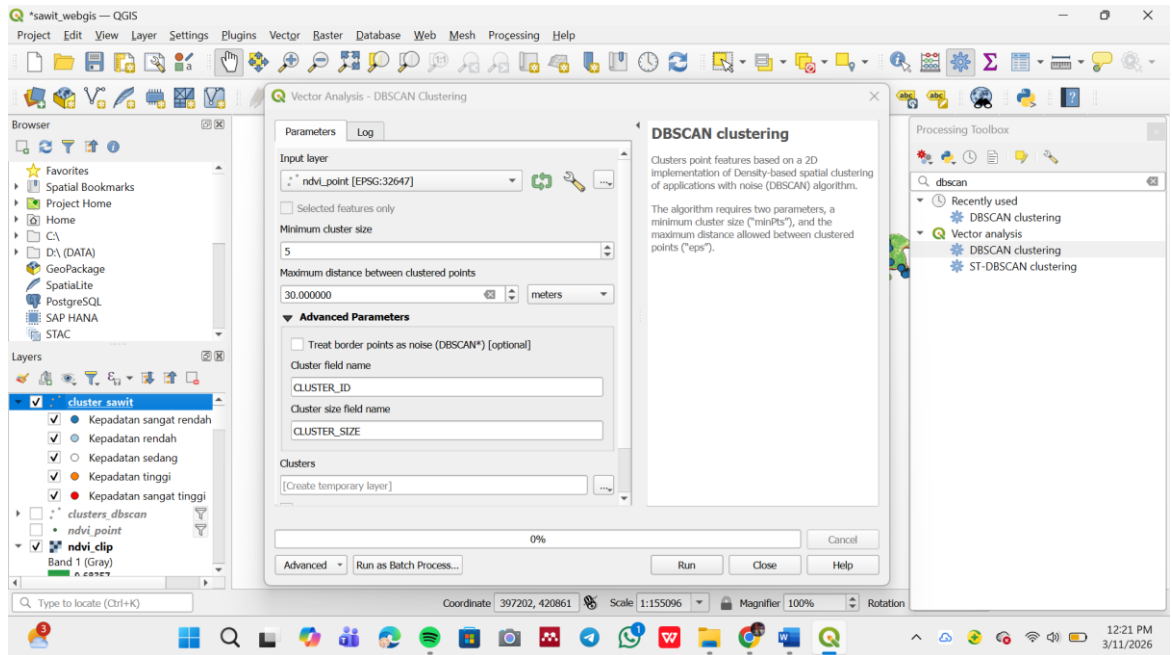 *sawit_webgis — QGIS
Project Edit View Layer Settings Plugins Vector Raster Database Web Mesh Processing Help
Browser
Favorites
Spatial Bookmarks
Project Home
Home
C:\
D:\ (DATA)
GeoPackage
SpatiaLite
PostgreSQL
SAP HANA
STAC
Layers
cluster_sawit
Kepadatan sangat rendah
Kepadatan rendah
Kepadatan sedang
Kepadatan tinggi
Kepadatan sangat tinggi
clusters_dbscan
ndvi_point
ndvi_clip
Band 1 (Gray)
Vector Analysis - DBSCAN Clustering
Parameters Log
Input layer
ndvi_point [EPSG:32647]
Selected features only
Minimum cluster size
5
Maximum distance between clustered points
30.000000 meters
Advanced Parameters
Treat border points as noise (DBSCAN*) [optional]
Cluster field name
CLUSTER_ID
Cluster size field name
CLUSTER_SIZE
Clusters
[Create temporary layer]
DBSCAN clustering
Clusters point features based on a 2D
implementation of Density-based spatial clustering
of applications with noise (DBSCAN) algorithm.
The algorithm requires two parameters, a
minimum cluster size ("minPts"), and the
maximum distance allowed between clustered
points ("eps").
0% Cancel
Advanced Run as Batch Process... Run Close Help
abc abc
Processing Toolbox
dbscan
Recently used
DBSCAN clustering
Vector analysis
DBSCAN clustering
ST-DBSCAN clustering
Type to locate (Ctrl+K) Coordinate 397202, 420861 Scale 1:155096 Magnifier 100% Rotation
3
12:21 PM
3/11/2026